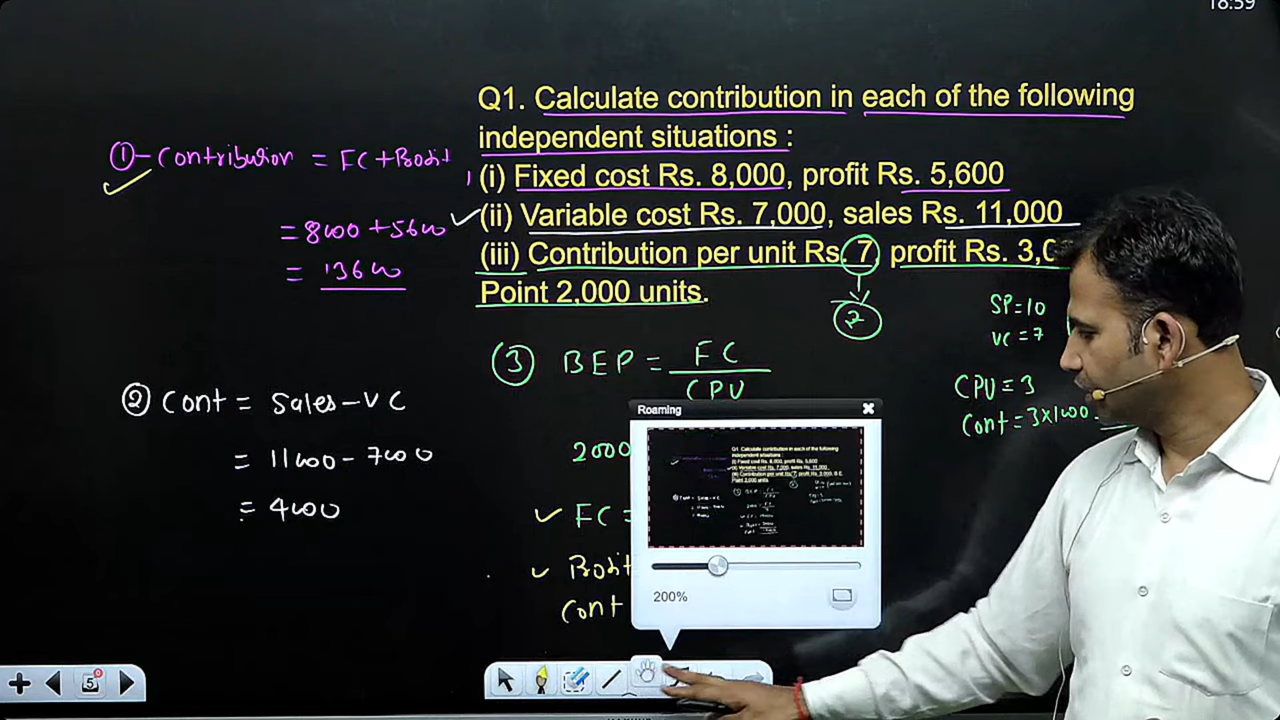 18:59
Q1. Calculate contribution in each of the following
independent situations :
(i) Fixed cost Rs. 8,000, profit Rs. 5,600
(ii) Variable cost Rs. 7,000, sales Rs. 11,000
(iii) Contribution per unit Rs. 7, profit Rs. 3,0
Point 2,000 units.
① - Contribution = FC + Profit
= 8000 + 5600
= 13600
② Cont = Sales - VC
= 11000 - 7000
= 4000
7
③ BEP = FC
CPU
2000
✓ FC =
✓ Profit
Cont
SP = 10
VC = 7
CPU = 3
Cont = 3×1000
Roaming
200%
5